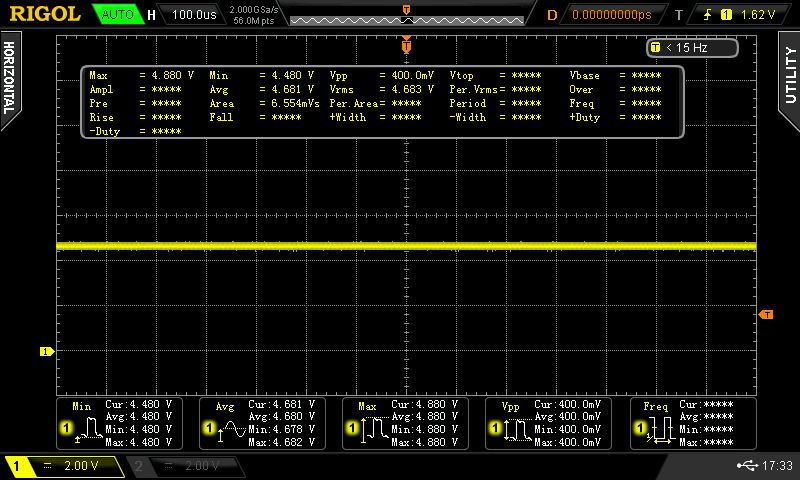 RIGOL AUTO H 100.0us 2.000GSa/s D 0.00000000ps T 1 1.62 V
56.0M pts
T
HORIZONTAL
UTILITY
T
T < 15 Hz
Max = 4.880 V Min = 4.480 V Vpp = 400.0mV Vtop = ***** Vbase = *****
Ampl = ***** Avg = 4.681 V Vrms = 4.683 V Per.Vrms= ***** Over = *****
Pre = ***** Area = 6.554mVs Per.Area= ***** Period = ***** Freq = *****
Rise = ***** Fall = ***** +Width = ***** -Width = ***** +Duty = *****
-Duty = *****
T
1
Min Cur:4.480 V
Avg:4.480 V
1 Min:4.480 V
Max:4.480 V
Avg Cur:4.681 V
Avg:4.680 V
1 Min:4.678 V
Max:4.682 V
Max Cur:4.880 V
Avg:4.880 V
1 Min:4.880 V
Max:4.880 V
Vpp Cur:400.0mV
Avg:400.0mV
1 Min:400.0mV
Max:400.0mV
Freq Cur:*****
Avg:*****
1 Min:*****
Max:*****
1 2.00 V 2 2.00 V 17:33